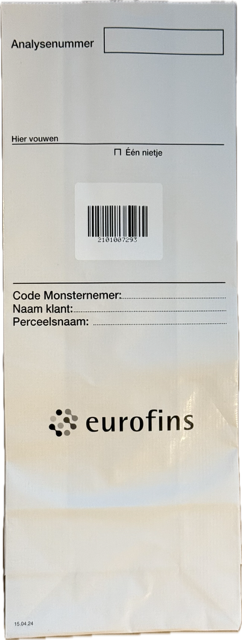 Analysenummer
Hier vouwen
Één nietje
2101007293
Code Monsternemer:
Naam klant:
Perceelsnaam:
eurofins
15.04.24